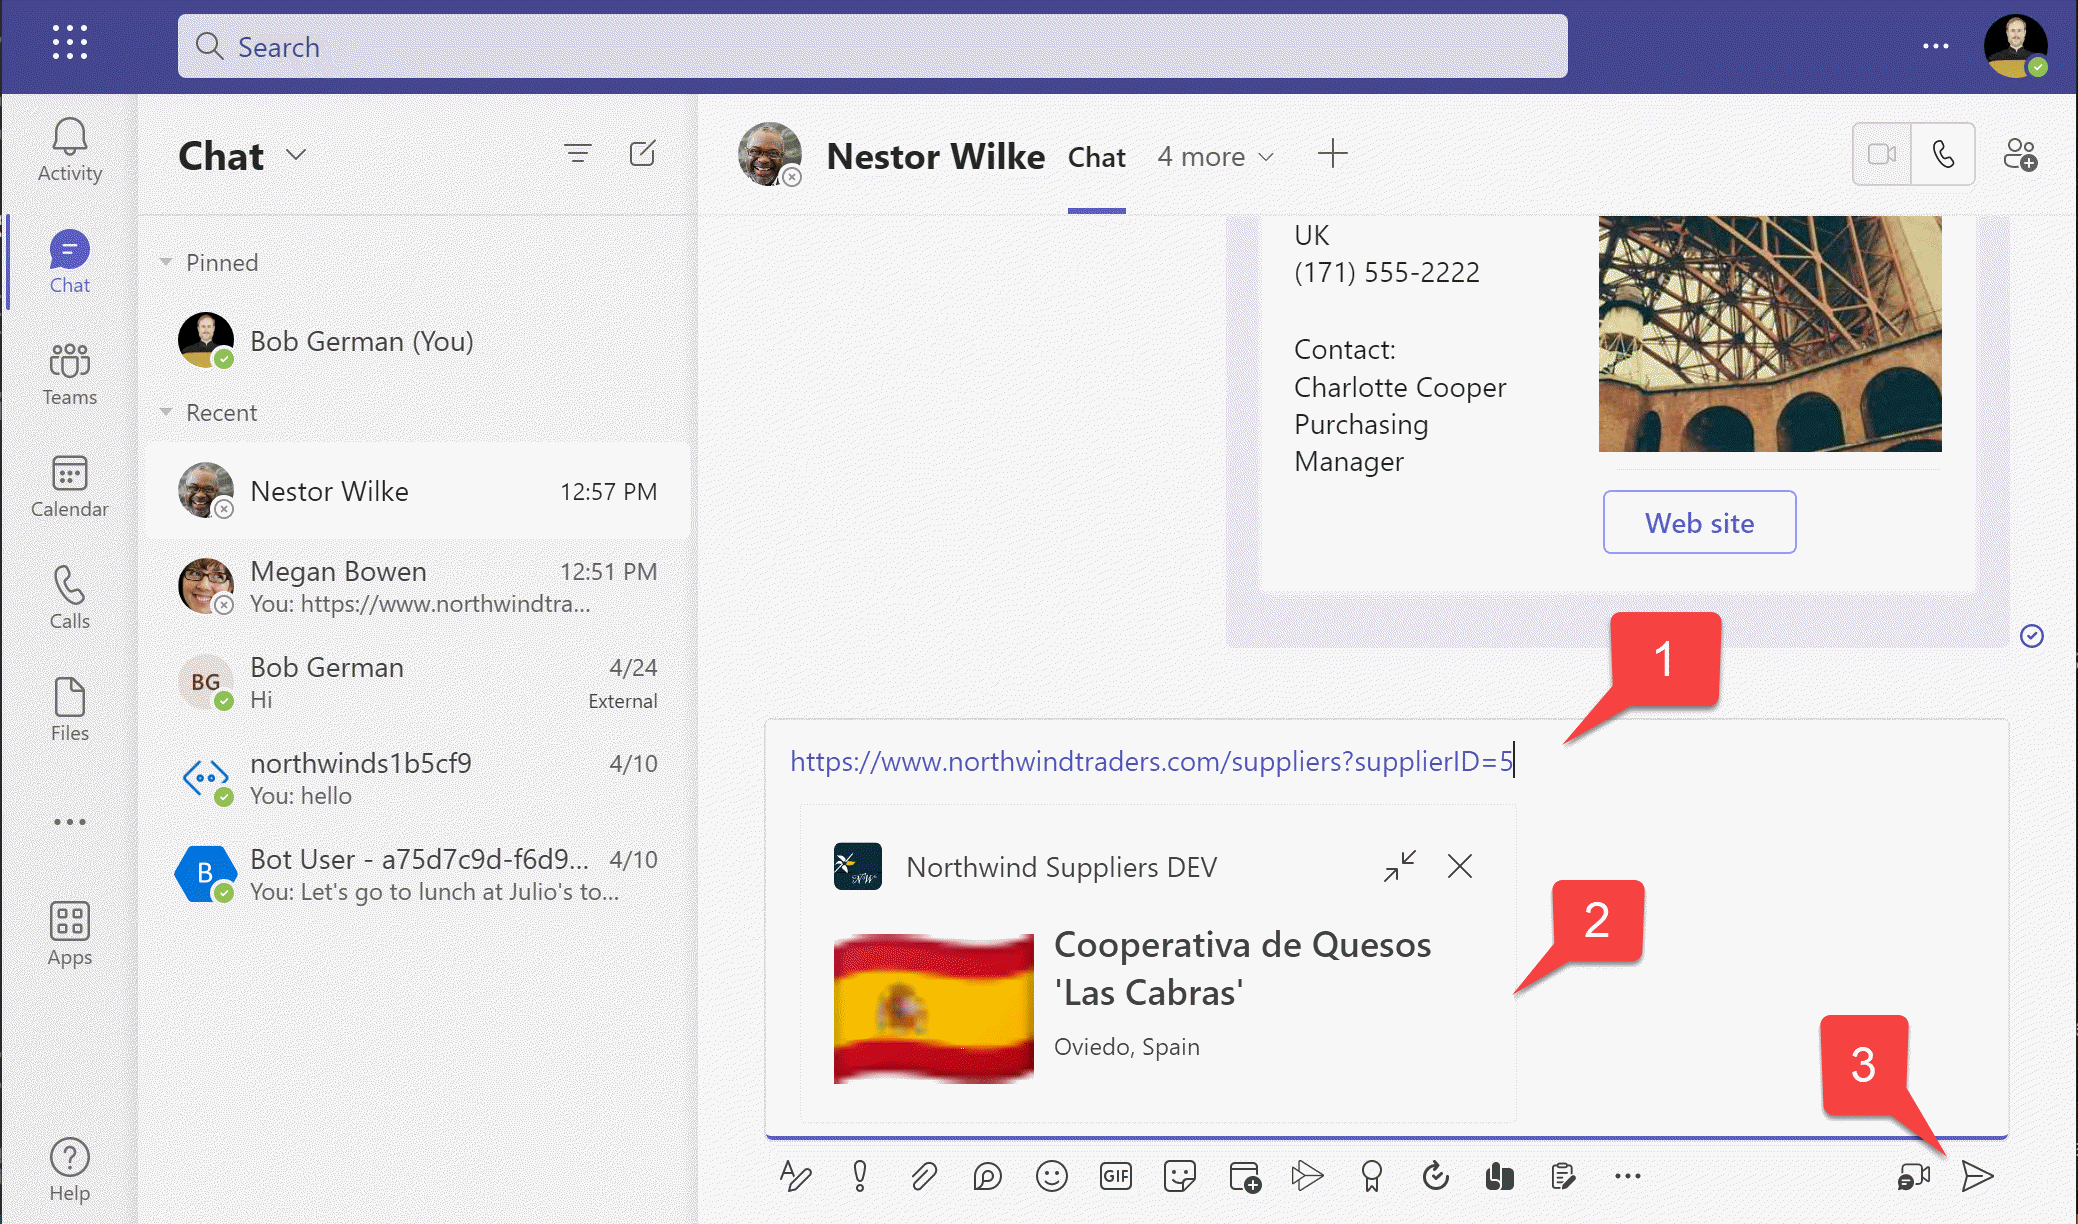 Search
Activity
Chat
Teams
Calendar
Calls
Files
Apps
Help
Chat
Pinned
Bob German (You)
Recent
Nestor Wilke 12:57 PM
Megan Bowen 12:51 PM
You: https://www.northwindtra...
BG
Bob German 4/24
Hi External
northwinds1b5cf9 4/10
You: hello
B
Bot User - a75d7c9d-f6d9... 4/10
You: Let's go to lunch at Julio's to...
Nestor Wilke Chat 4 more
UK
(171) 555-2222
Contact:
Charlotte Cooper
Purchasing
Manager
Web site
1
https://www.northwindtraders.com/suppliers?supplierID=5
NW
Northwind Suppliers DEV
2
Cooperativa de Quesos
'Las Cabras'
Oviedo, Spain
3
GIF